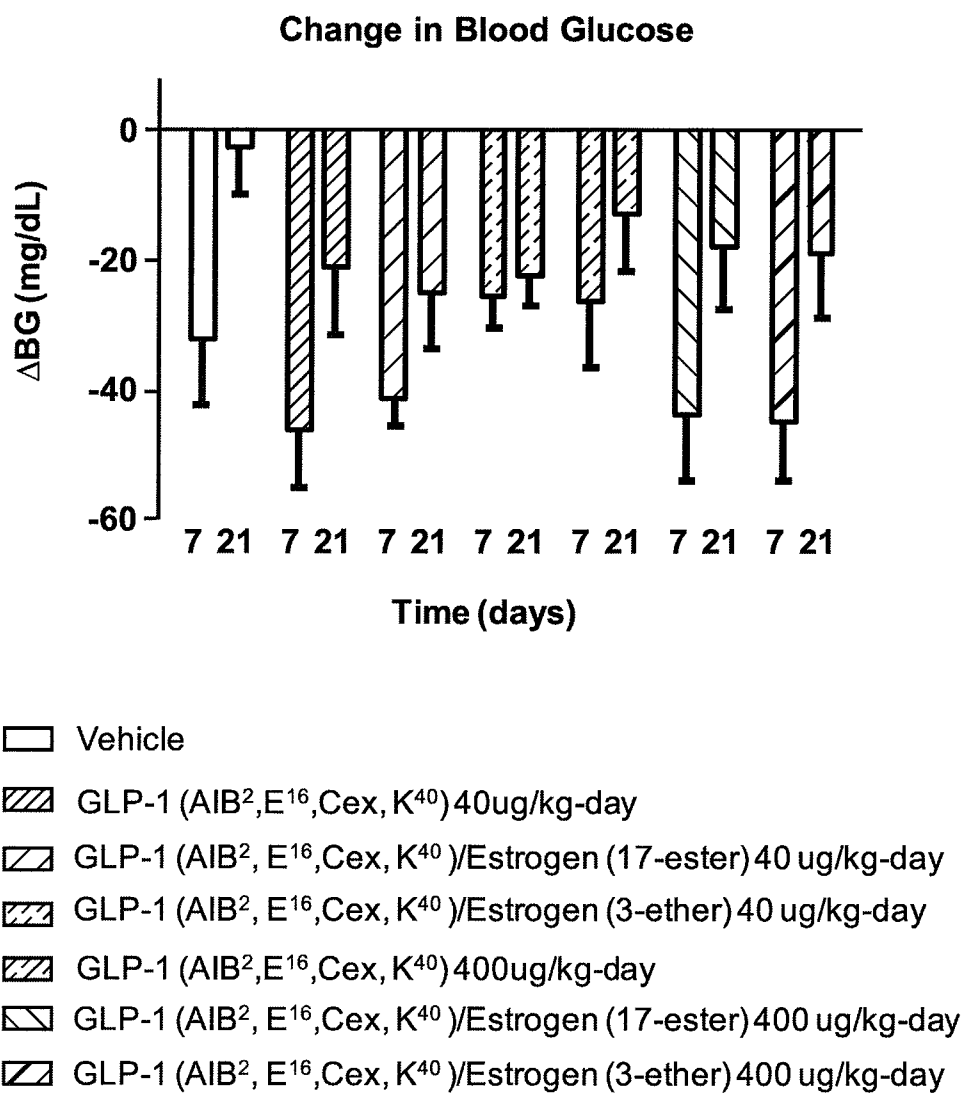 Change in Blood Glucose
ΔBG (mg/dL)
0
-20
-40
-60
7 21 7 21 7 21 7 21 7 21 7 21 7 21
Time (days)
Vehicle
GLP-1 (AIB²,E¹⁶,Cex, K⁴⁰) 40ug/kg-day
GLP-1 (AIB², E¹⁶,Cex, K⁴⁰ )/Estrogen (17-ester) 40 ug/kg-day
GLP-1 (AIB², E¹⁶,Cex, K⁴⁰ )/Estrogen (3-ether) 40 ug/kg-day
GLP-1 (AIB²,E¹⁶,Cex, K⁴⁰) 400ug/kg-day
GLP-1 (AIB², E¹⁶,Cex, K⁴⁰ )/Estrogen (17-ester) 400 ug/kg-day
GLP-1 (AIB², E¹⁶,Cex, K⁴⁰ )/Estrogen (3-ether) 400 ug/kg-day